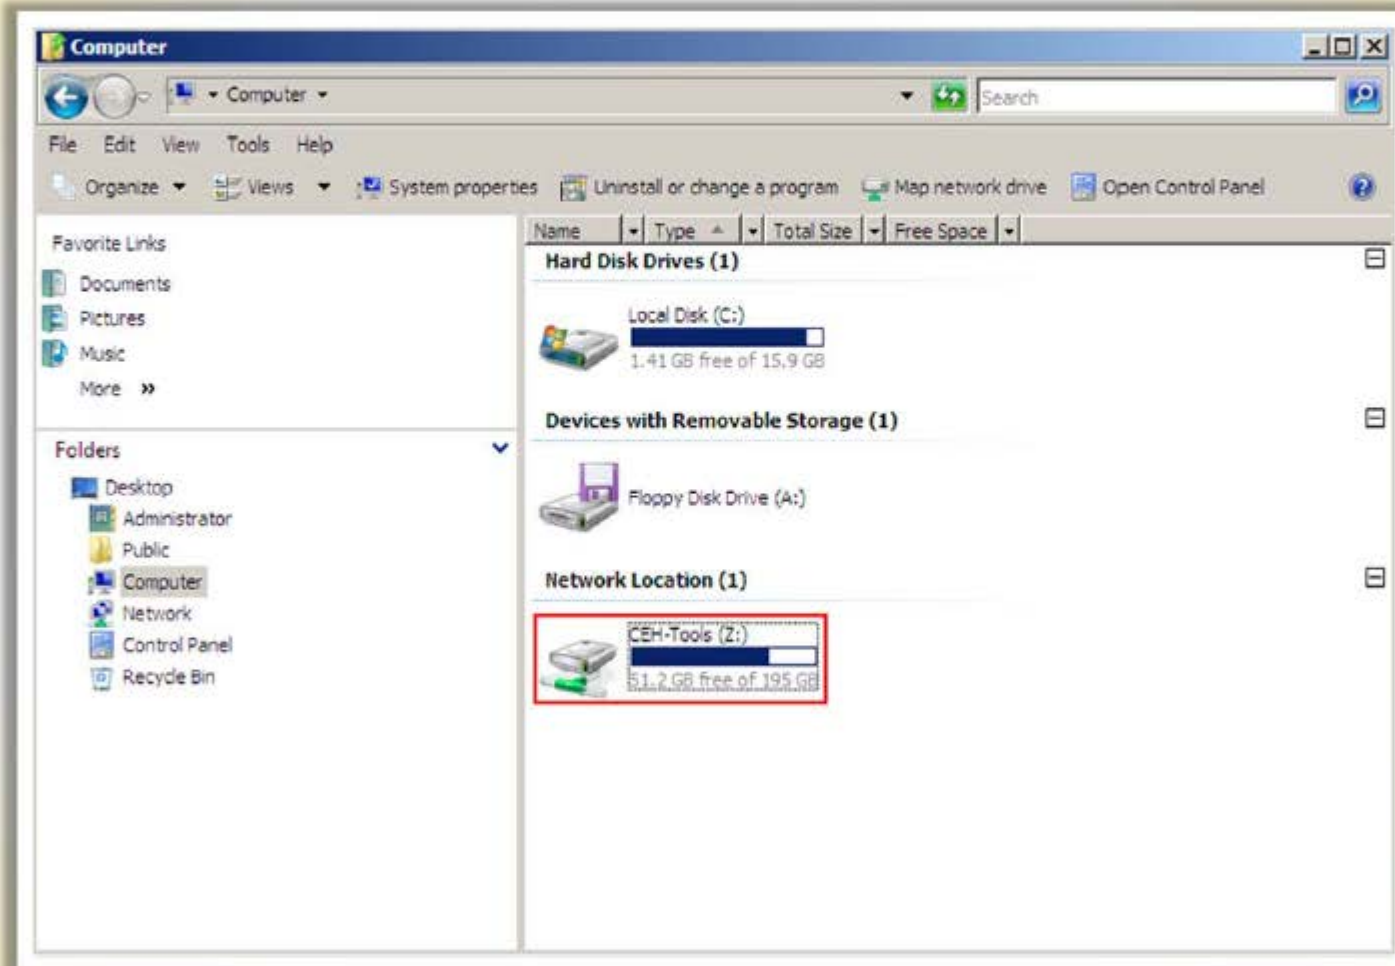 Computer
Computer
Search
File Edit View Tools Help
Organize Views System properties Uninstall or change a program Map network drive Open Control Panel
Favorite Links
Documents
Pictures
Music
More »
Folders
Desktop
Administrator
Public
Computer
Network
Control Panel
Recycle Bin
Name Type Total Size Free Space
Hard Disk Drives (1)
Local Disk (C:)
1.41 GB free of 15.9 GB
Devices with Removable Storage (1)
Floppy Disk Drive (A:)
Network Location (1)
CEH-Tools (Z:)
51.2 GB free of 195 GB